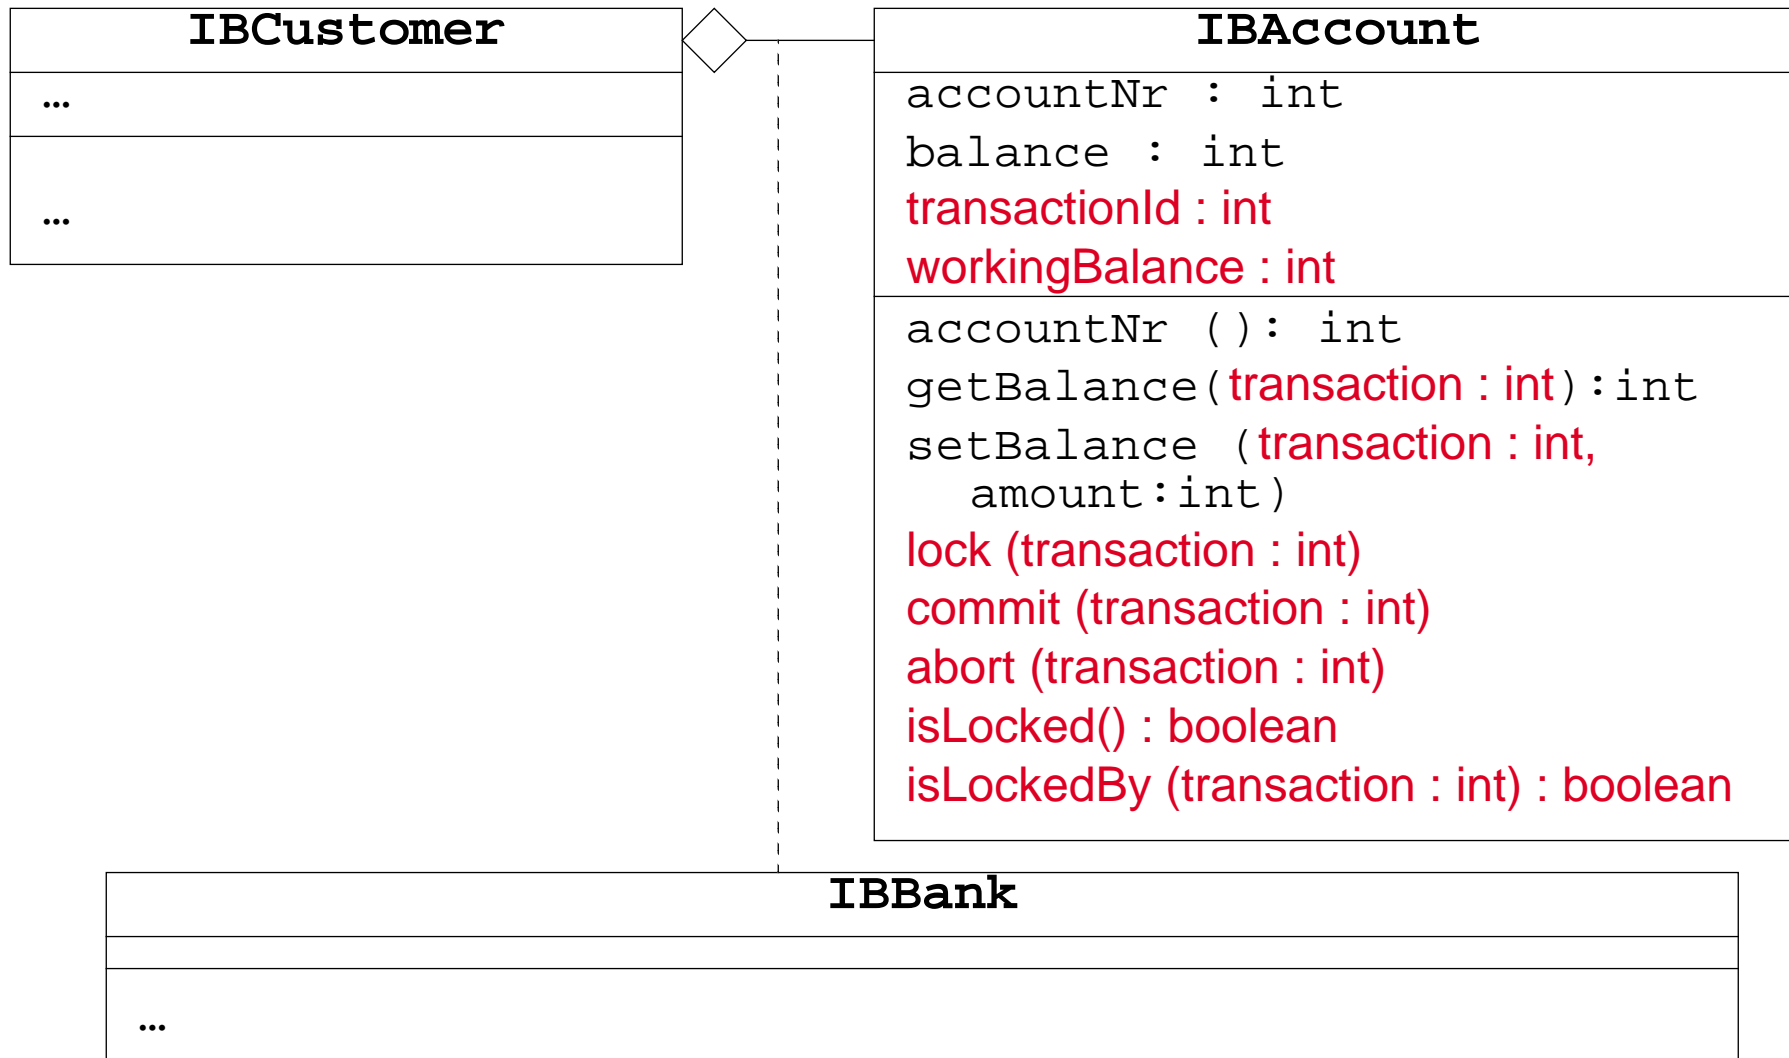 IBCustomer
...
...
IBAccount
accountNr : int
balance : int
transactionId : int
workingBalance : int
accountNr (): int
getBalance(transaction : int):int
setBalance (transaction : int,
amount:int)
lock (transaction : int)
commit (transaction : int)
abort (transaction : int)
isLocked() : boolean
isLockedBy (transaction : int) : boolean
IBBank
...